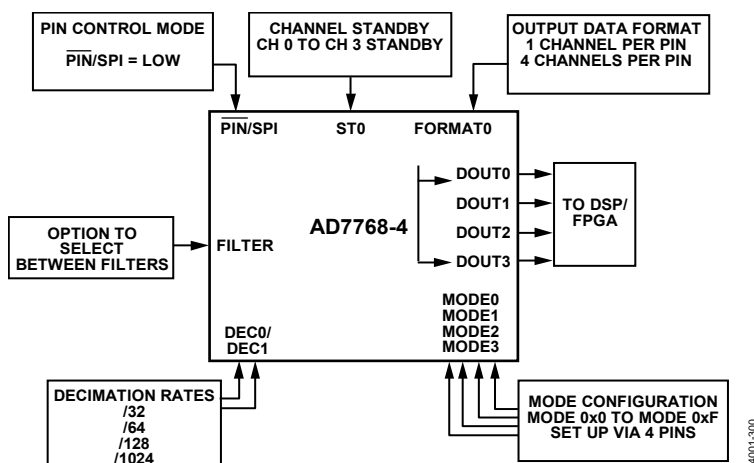 PIN CONTROL MODE
PIN/SPI = LOW
CHANNEL STANDBY
CH 0 TO CH 3 STANDBY
OUTPUT DATA FORMAT
1 CHANNEL PER PIN
4 CHANNELS PER PIN
PIN/SPI
ST0
FORMAT0
DOUT0
DOUT1
DOUT2
DOUT3
TO DSP/
FPGA
AD7768-4
OPTION TO
SELECT
BETWEEN FILTERS
FILTER
MODE0
MODE1
MODE2
MODE3
DEC0/
DEC1
DECIMATION RATES
/32
/64
/128
/1024
MODE CONFIGURATION
MODE 0x0 TO MODE 0xF
SET UP VIA 4 PINS
4001-300